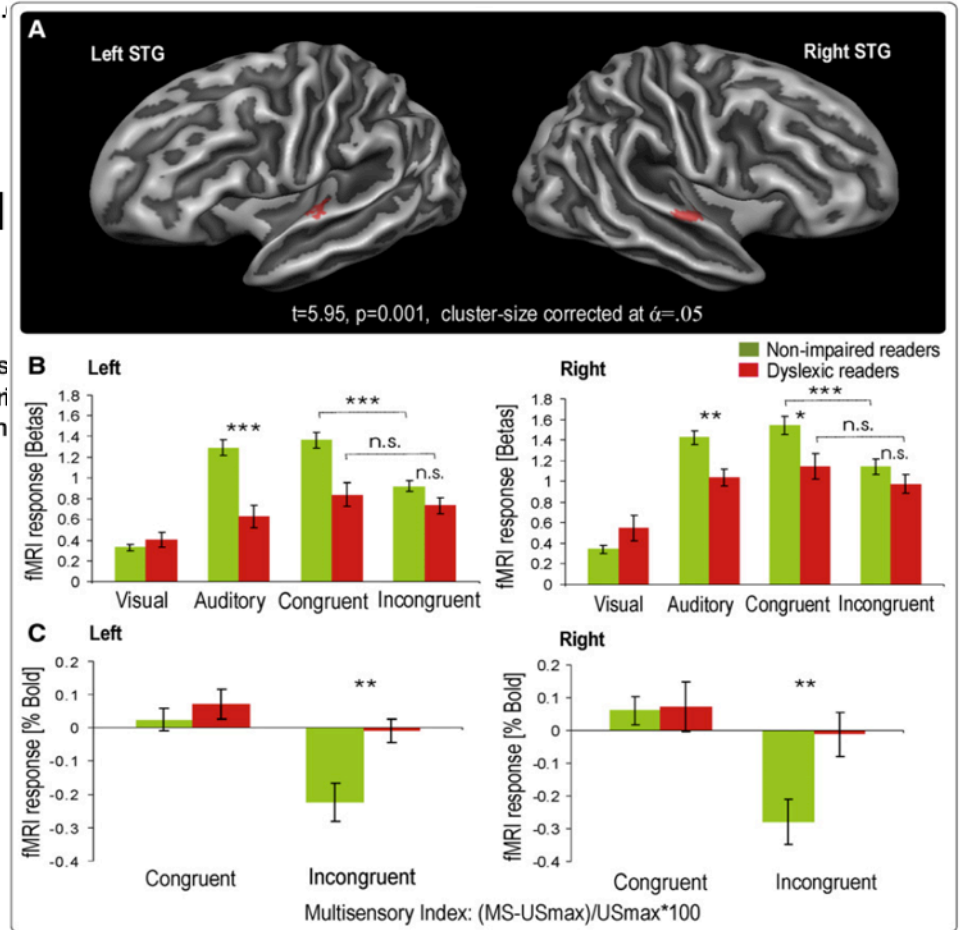 A
Left STG
Right STG
t=5.95, p=0.001, cluster-size corrected at ά=.05
Non-impaired readers
Dyslexic readers
B
Left
fMRI response [Betas]
1.8
1.6
1.4
1.2
1
0.8
0.6
0.4
0.2
0
***
***
n.s.
n.s.
Visual Auditory Congruent Incongruent
Right
fMRI response [Betas]
1.8
1.6
1.4
1.2
1
0.8
0.6
0.4
0.2
0
**
*
***
n.s.
n.s.
Visual Auditory Congruent Incongruent
C
Left
fMRI response [% Bold]
0.2
0.1
0
-0.1
-0.2
-0.3
-0.4
**
Congruent Incongruent
Right
fMRI response [% Bold]
0.2
0.1
0
-0.1
-0.2
-0.3
-0.4
**
Congruent Incongruent
Multisensory Index: (MS-USmax)/USmax*100